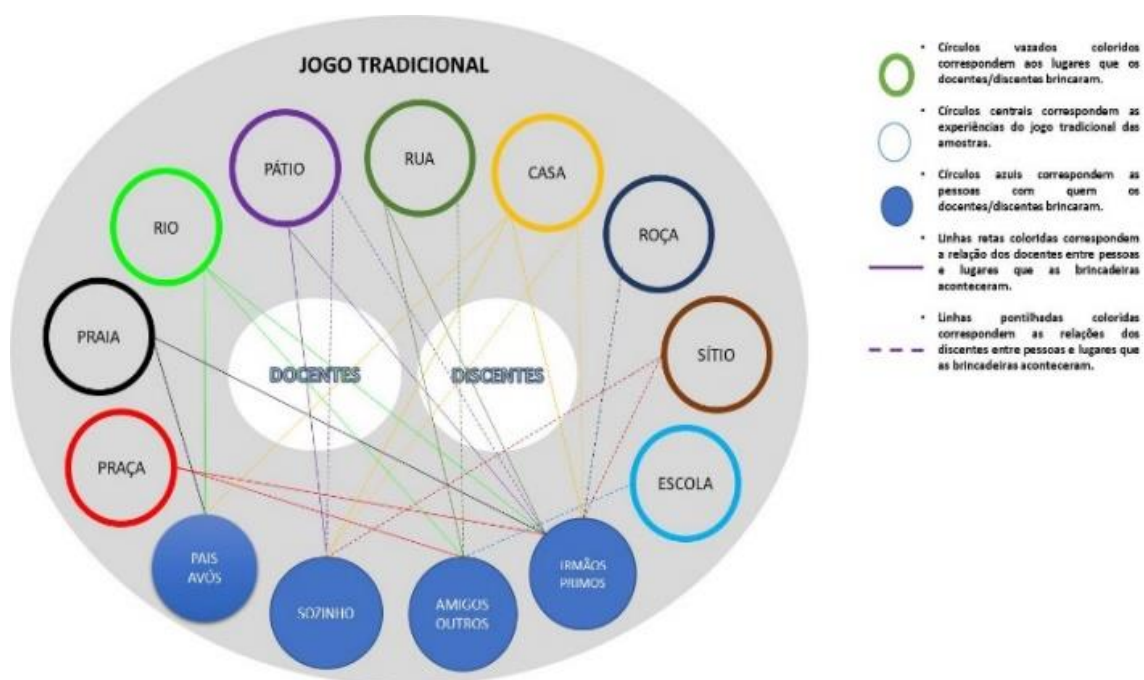 JOGO TRADICIONAL
PÁTIO
RUA
CASA
RIO
ROÇA
PRAIA
SÍTIO
DOCENTES
DISCENTES
PRAÇA
ESCOLA
PAIS
AVÓS
SOZINHO
AMIGOS
OUTROS
IRMÃOS
PRIMOS
• Círculos vazados coloridos
correspondem aos lugares que os
docentes/discentes brincaram.
• Círculos centrais correspondem as
experiências do jogo tradicional das
amostras.
• Círculos azuis correspondem as
pessoas com quem os
docentes/discentes brincaram.
• Linhas retas coloridas correspondem
a relação dos docentes entre pessoas
e lugares que as brincadeiras
aconteceram.
• Linhas pontilhadas coloridas
correspondem as relações dos
discentes entre pessoas e lugares que
as brincadeiras aconteceram.